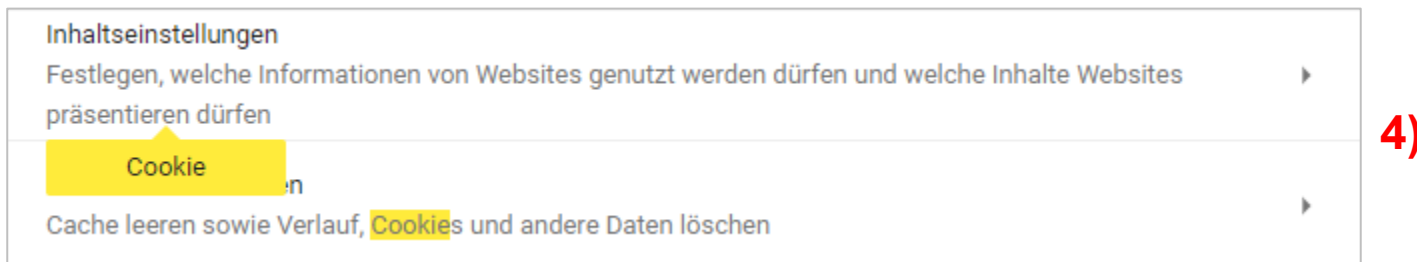 Inhaltseinstellungen
Festlegen, welche Informationen von Websites genutzt werden dürfen und welche Inhalte Websites
präsentieren dürfen
4)
Cookie
en
Cache leeren sowie Verlauf, Cookies und andere Daten löschen